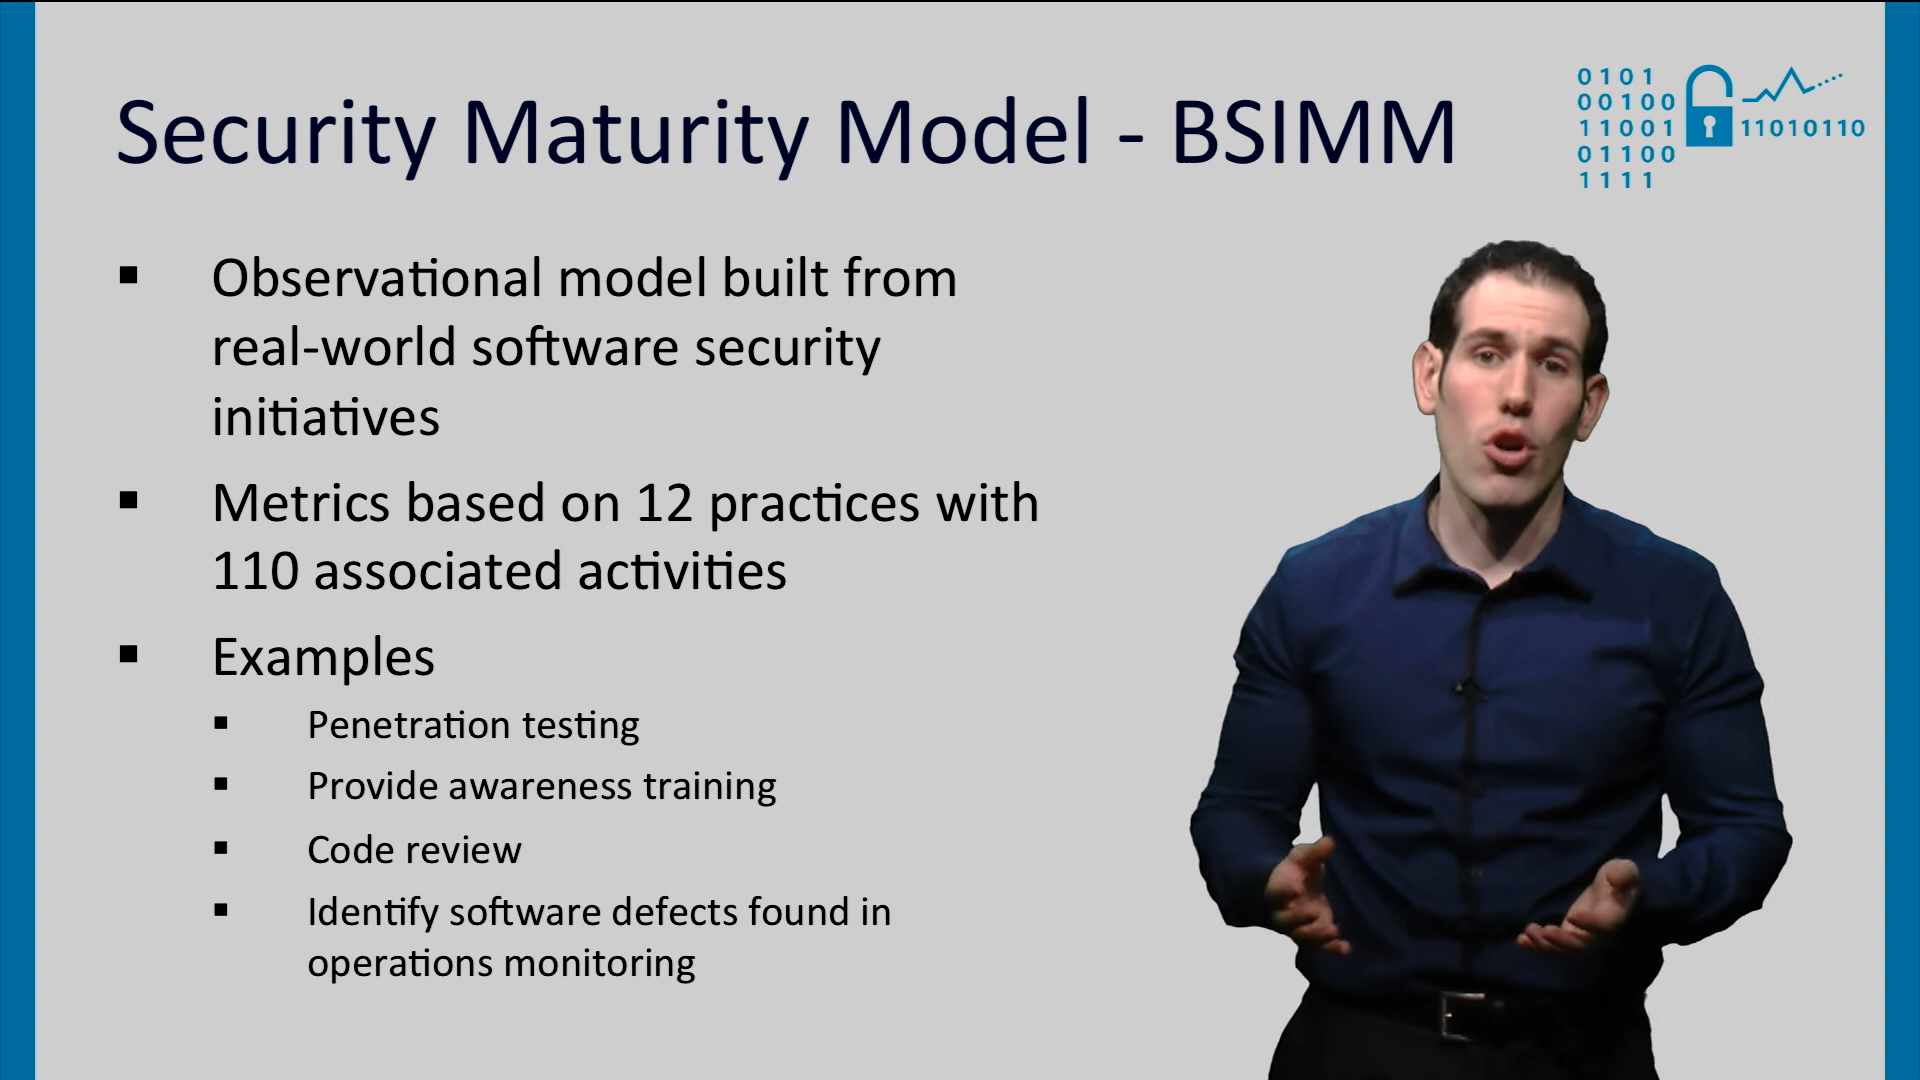 Security Maturity Model - BSIMM
0101
00100
11001
01100
1111
11010110
▪ Observational model built from
real-world software security
initiatives
▪ Metrics based on 12 practices with
110 associated activities
▪ Examples
▪ Penetration testing
▪ Provide awareness training
▪ Code review
▪ Identify software defects found in
operations monitoring